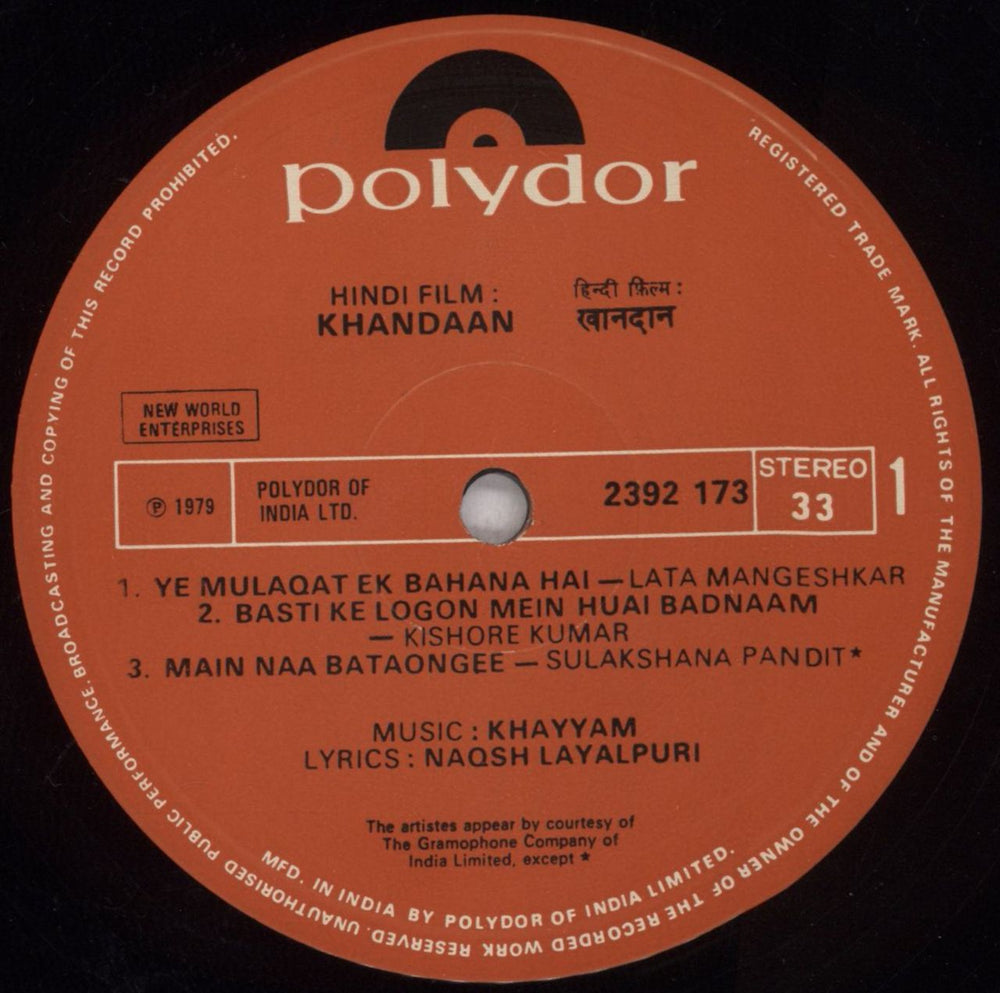 polydor
HINDI FILM :
KHANDAAN
हिन्दी फ़िल्म :
खानदान
NEW WORLD
ENTERPRISES
℗ 1979
POLYDOR OF
INDIA LTD.
2392 173
STEREO
33
1
1. YE MULAQAT EK BAHANA HAI — LATA MANGESHKAR
2. BASTI KE LOGON MEIN HUAI BADNAAM
— KISHORE KUMAR
3. MAIN NAA BATAONGEE — SULAKSHANA PANDIT*
MUSIC : KHAYYAM
LYRICS : NAQSH LAYALPURI
The artistes appear by courtesy of
The Gramophone Company of
India Limited, except *
MFD. IN INDIA BY POLYDOR OF INDIA LIMITED.
REGISTERED TRADE MARK. ALL RIGHTS OF THE MANUFACTURER AND OF THE OWNER OF THE RECORDED WORK RESERVED. UNAUTHORISED PUBLIC PERFORMANCE. BROADCASTING AND COPYING OF THIS RECORD PROHIBITED.